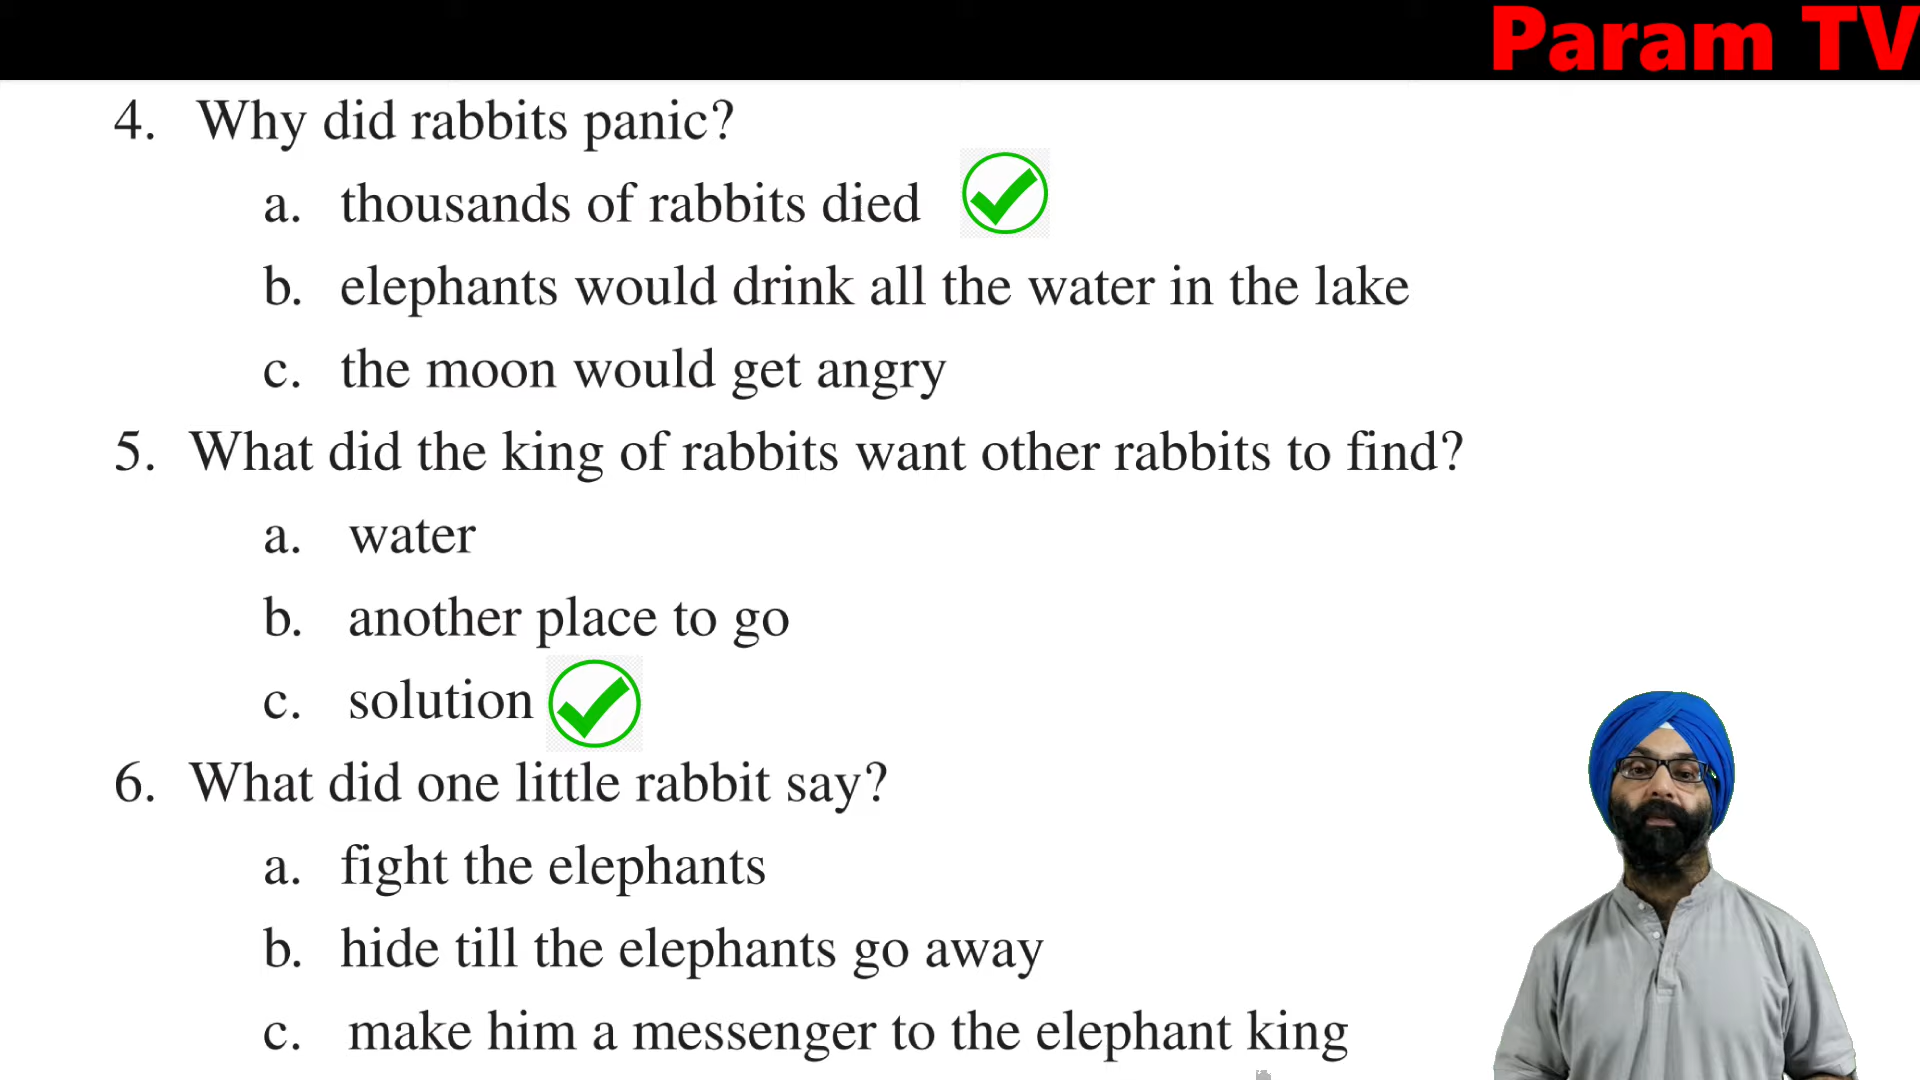 Param TV
4. Why did rabbits panic?
a. thousands of rabbits died
b. elephants would drink all the water in the lake
c. the moon would get angry
5. What did the king of rabbits want other rabbits to find?
a. water
b. another place to go
c. solution
6. What did one little rabbit say?
a. fight the elephants
b. hide till the elephants go away
c. make him a messenger to the elephant king